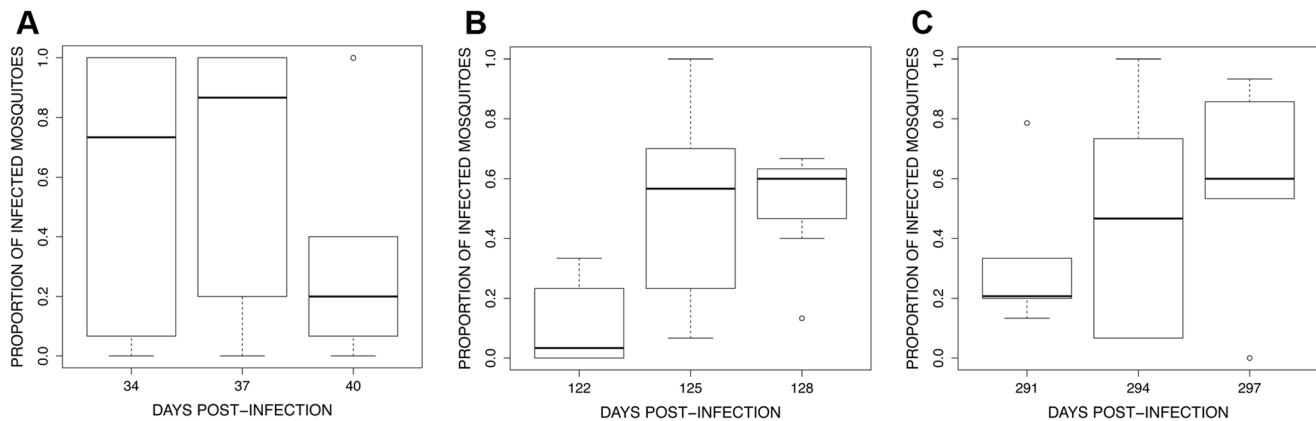 A
PROPORTION OF INFECTED MOSQUITOES
1.0
0.8
0.6
0.4
0.2
0.0
34 37 40
DAYS POST-INFECTION
B
PROPORTION OF INFECTED MOSQUITOES
1.0
0.8
0.6
0.4
0.2
0.0
122 125 128
DAYS POST-INFECTION
C
PROPORTION OF INFECTED MOSQUITOES
1.0
0.8
0.6
0.4
0.2
0.0
291 294 297
DAYS POST-INFECTION